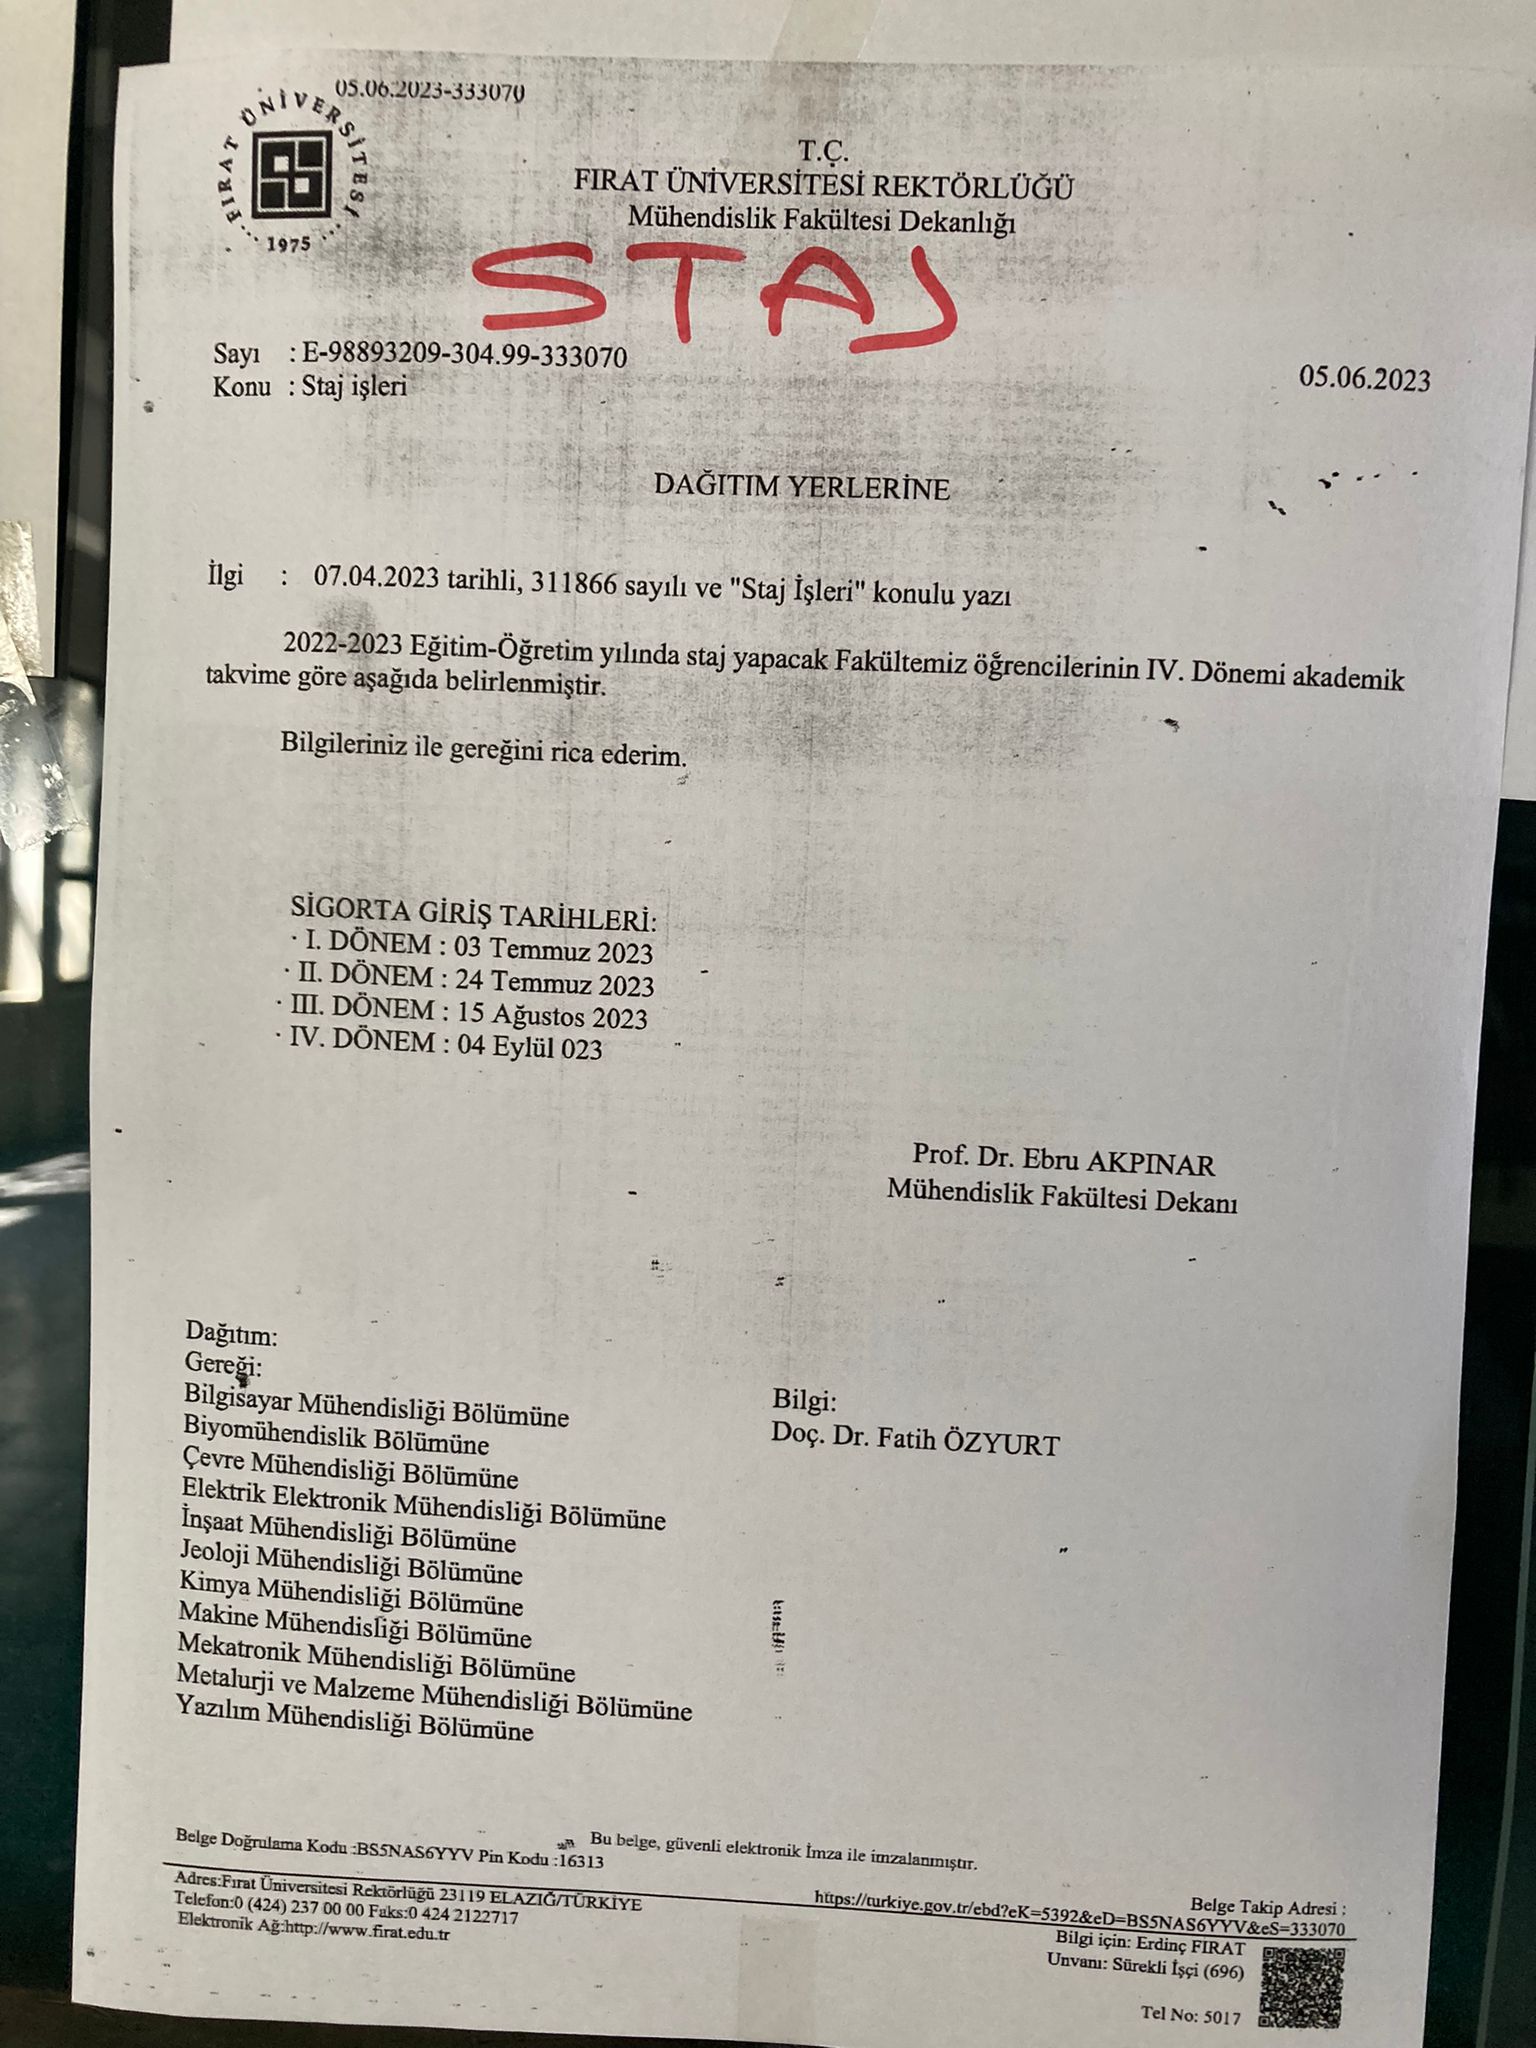 05.06.2023-333070
FIRAT ÜNİVERSİTESİ
1975
T.C.
FIRAT ÜNİVERSİTESİ REKTÖRLÜĞÜ
Mühendislik Fakültesi Dekanlığı
STAJ
Sayı : E-98893209-304.99-333070
05.06.2023
Konu : Staj işleri
DAĞITIM YERLERİNE
İlgi : 07.04.2023 tarihli, 311866 sayılı ve "Staj İşleri" konulu yazı
2022-2023 Eğitim-Öğretim yılında staj yapacak Fakültemiz öğrencilerinin IV. Dönemi akademik
takvime göre aşağıda belirlenmiştir.
Bilgileriniz ile gereğini rica ederim.
SİGORTA GİRİŞ TARİHLERİ:
· I. DÖNEM : 03 Temmuz 2023
· II. DÖNEM : 24 Temmuz 2023
· III. DÖNEM : 15 Ağustos 2023
· IV. DÖNEM : 04 Eylül 023
Prof. Dr. Ebru AKPINAR
Mühendislik Fakültesi Dekanı
Dağıtım:
Gereği:
Bilgisayar Mühendisliği Bölümüne
Biyomühendislik Bölümüne
Çevre Mühendisliği Bölümüne
Elektrik Elektronik Mühendisliği Bölümüne
İnşaat Mühendisliği Bölümüne
Jeoloji Mühendisliği Bölümüne
Kimya Mühendisliği Bölümüne
Makine Mühendisliği Bölümüne
Mekatronik Mühendisliği Bölümüne
Metalurji ve Malzeme Mühendisliği Bölümüne
Yazılım Mühendisliği Bölümüne
Bilgi:
Doç. Dr. Fatih ÖZYURT
Bu belge, güvenli elektronik İmza ile imzalanmıştır.
Belge Doğrulama Kodu :BS5NAS6YYV Pin Kodu :16313
Belge Takip Adresi :
https://turkiye.gov.tr/ebd?eK=5392&eD=BS5NAS6YYV&eS=333070
Adres:Fırat Üniversitesi Rektörlüğü 23119 ELAZIĞ/TÜRKİYE
Telefon:0 (424) 237 00 00 Faks:0 424 2122717
Elektronik Ağ:http://www.firat.edu.tr
Bilgi için: Erdinç FIRAT
Unvanı: Sürekli İşçi (696)
Tel No: 5017